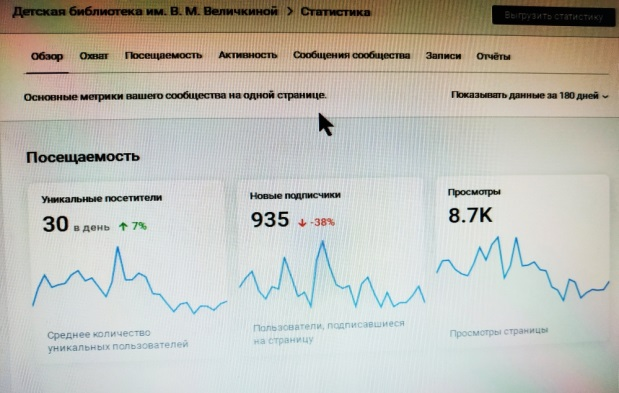 Детская библиотека им. В. М. Величкиной > Статистика
Выгрузить статистику
Обзор Охват Посещаемость Активность Сообщения сообщества Записи Отчёты
Основные метрики вашего сообщества на одной странице.
Показывать данные за 180 дней
Посещаемость
Уникальные посетители
30 в день ↑ 7%
Среднее количество
уникальных пользователей
Новые подписчики
935 ↓ -38%
Пользователи, подписавшиеся
на страницу
Просмотры
8.7K
Просмотры страницы